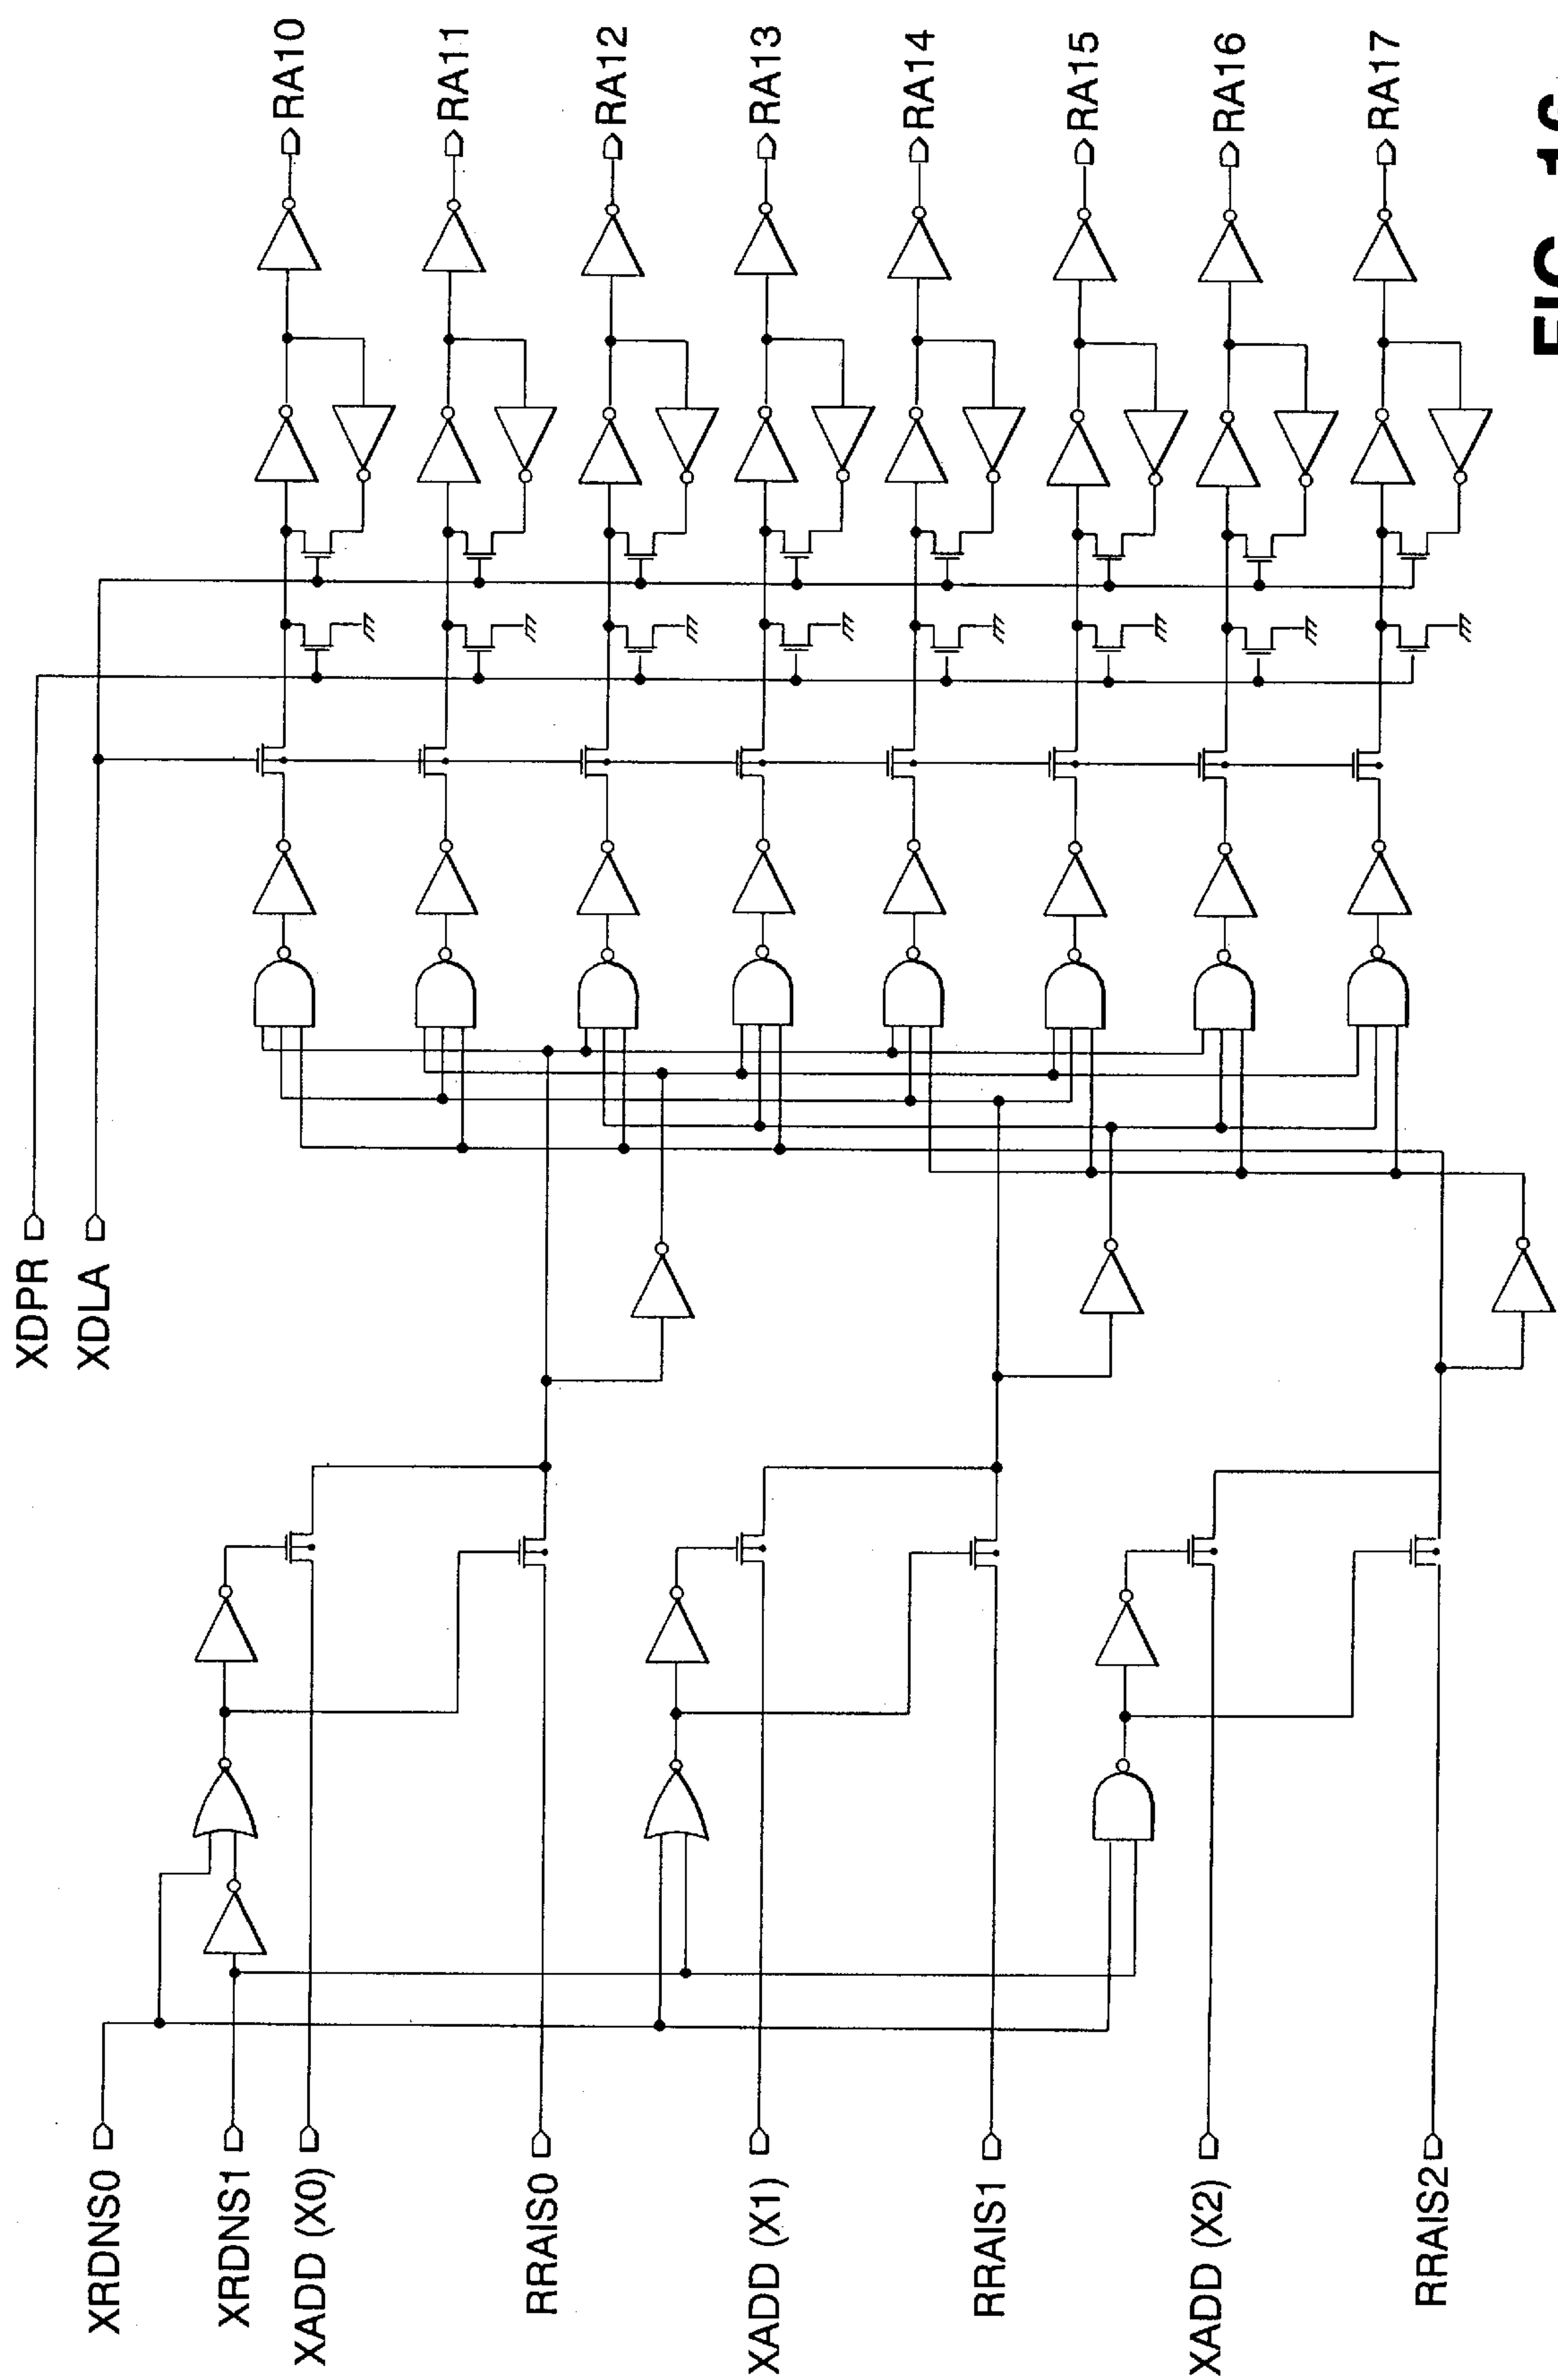 XRDNS0
XRDNS1
XADD (X0)
RRAIS0
XADD (X1)
RRAIS1
XADD (X2)
RRAIS2
XDPR
XDLA
RA10
RA11
RA12
RA13
RA14
RA15
RA16
RA17